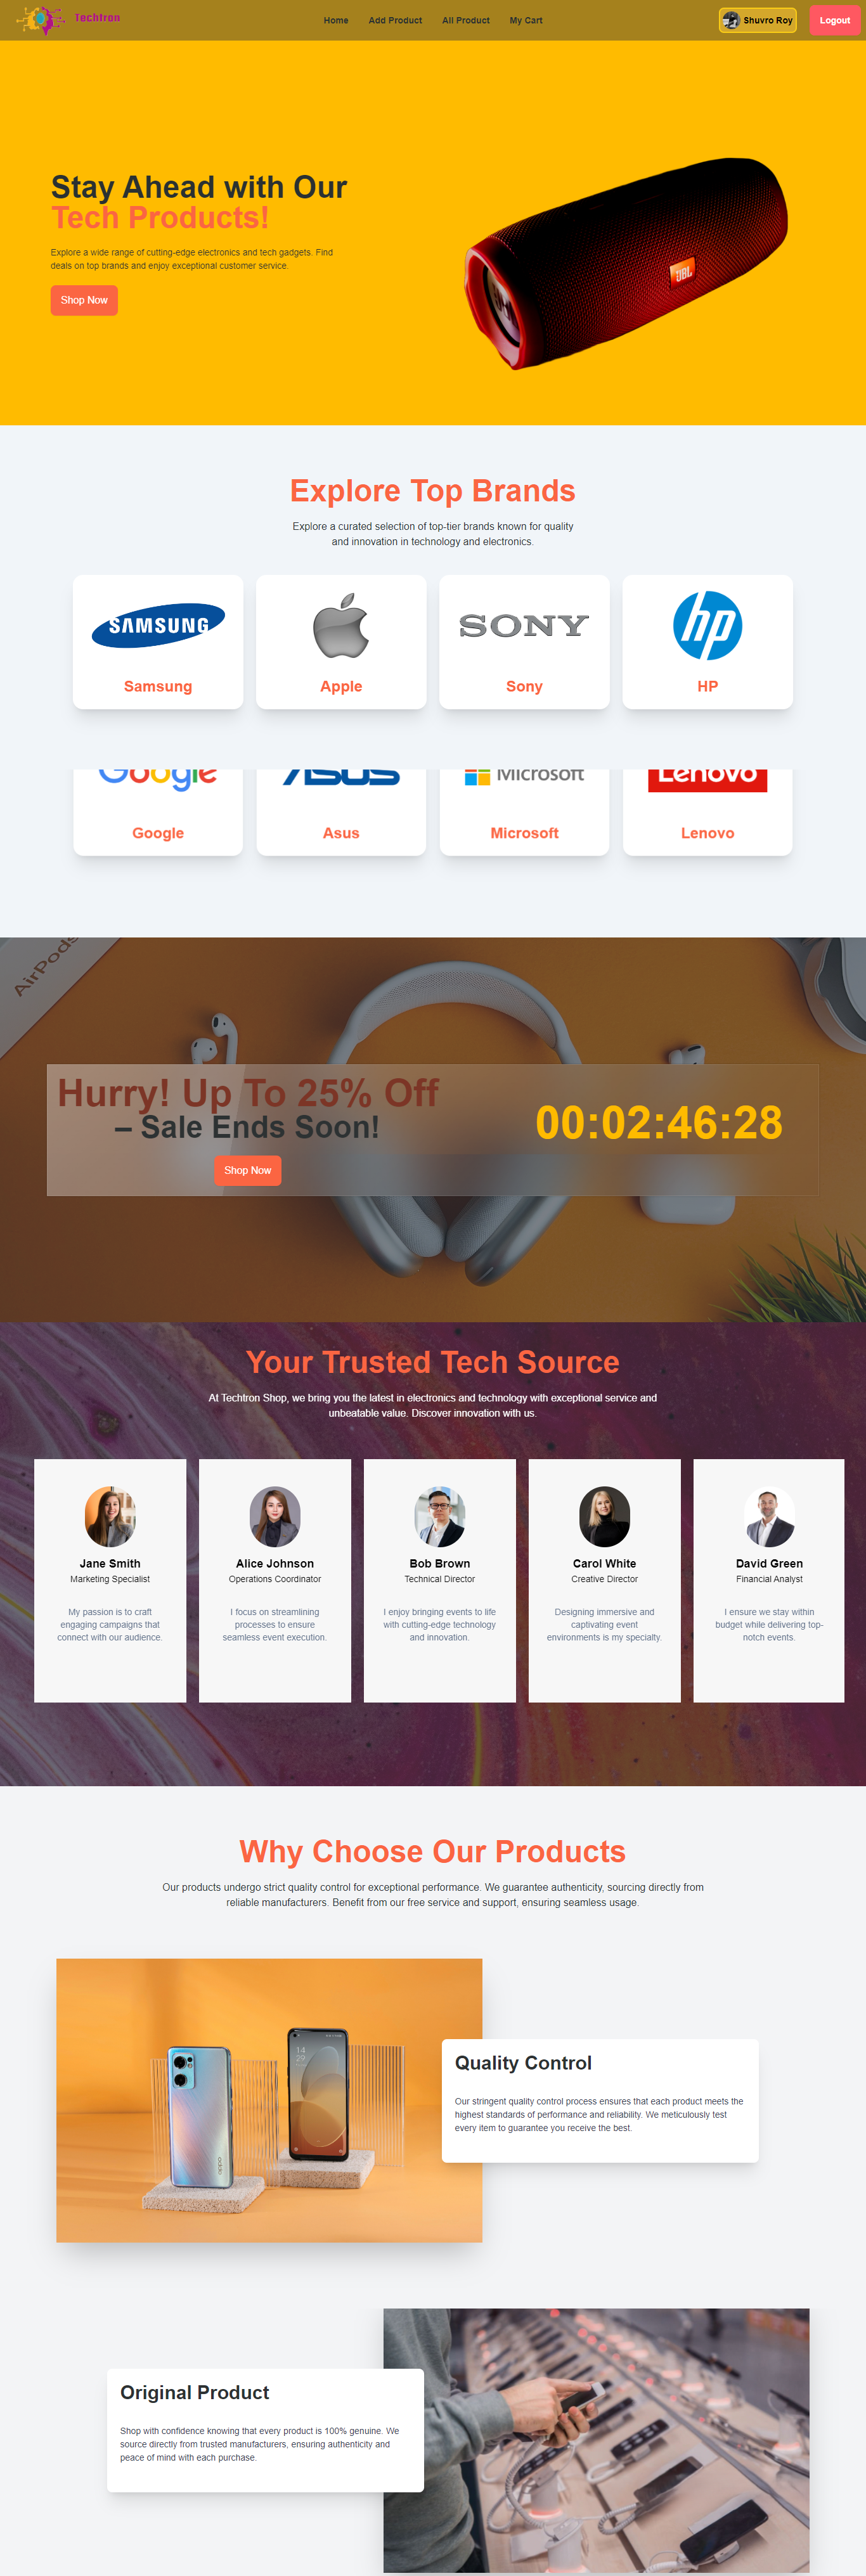 Techtron
Home Add Product All Product My Cart
Shuvro Roy
Logout
Stay Ahead with Our
Tech Products!
Explore a wide range of cutting-edge electronics and tech gadgets. Find
deals on top brands and enjoy exceptional customer service.
Shop Now
JBL
Explore Top Brands
Explore a curated selection of top-tier brands known for quality
and innovation in technology and electronics.
SAMSUNG
SONY
hp
Samsung
Apple
Sony
HP
Google
ASUS
Microsoft
Lenovo
Google
Asus
Microsoft
Lenovo
AirPods
Hurry! Up To 25% Off
– Sale Ends Soon!
Shop Now
00:02:46:28
Your Trusted Tech Source
At Techtron Shop, we bring you the latest in electronics and technology with exceptional service and
unbeatable value. Discover innovation with us.
Jane Smith
Marketing Specialist
My passion is to craft
engaging campaigns that
connect with our audience.
Alice Johnson
Operations Coordinator
I focus on streamlining
processes to ensure
seamless event execution.
Bob Brown
Technical Director
I enjoy bringing events to life
with cutting-edge technology
and innovation.
Carol White
Creative Director
Designing immersive and
captivating event
environments is my specialty.
David Green
Financial Analyst
I ensure we stay within
budget while delivering top-
notch events.
Why Choose Our Products
Our products undergo strict quality control for exceptional performance. We guarantee authenticity, sourcing directly from
reliable manufacturers. Benefit from our free service and support, ensuring seamless usage.
14
29
oppo
Quality Control
Our stringent quality control process ensures that each product meets the
highest standards of performance and reliability. We meticulously test
every item to guarantee you receive the best.
Original Product
Shop with confidence knowing that every product is 100% genuine. We
source directly from trusted manufacturers, ensuring authenticity and
peace of mind with each purchase.